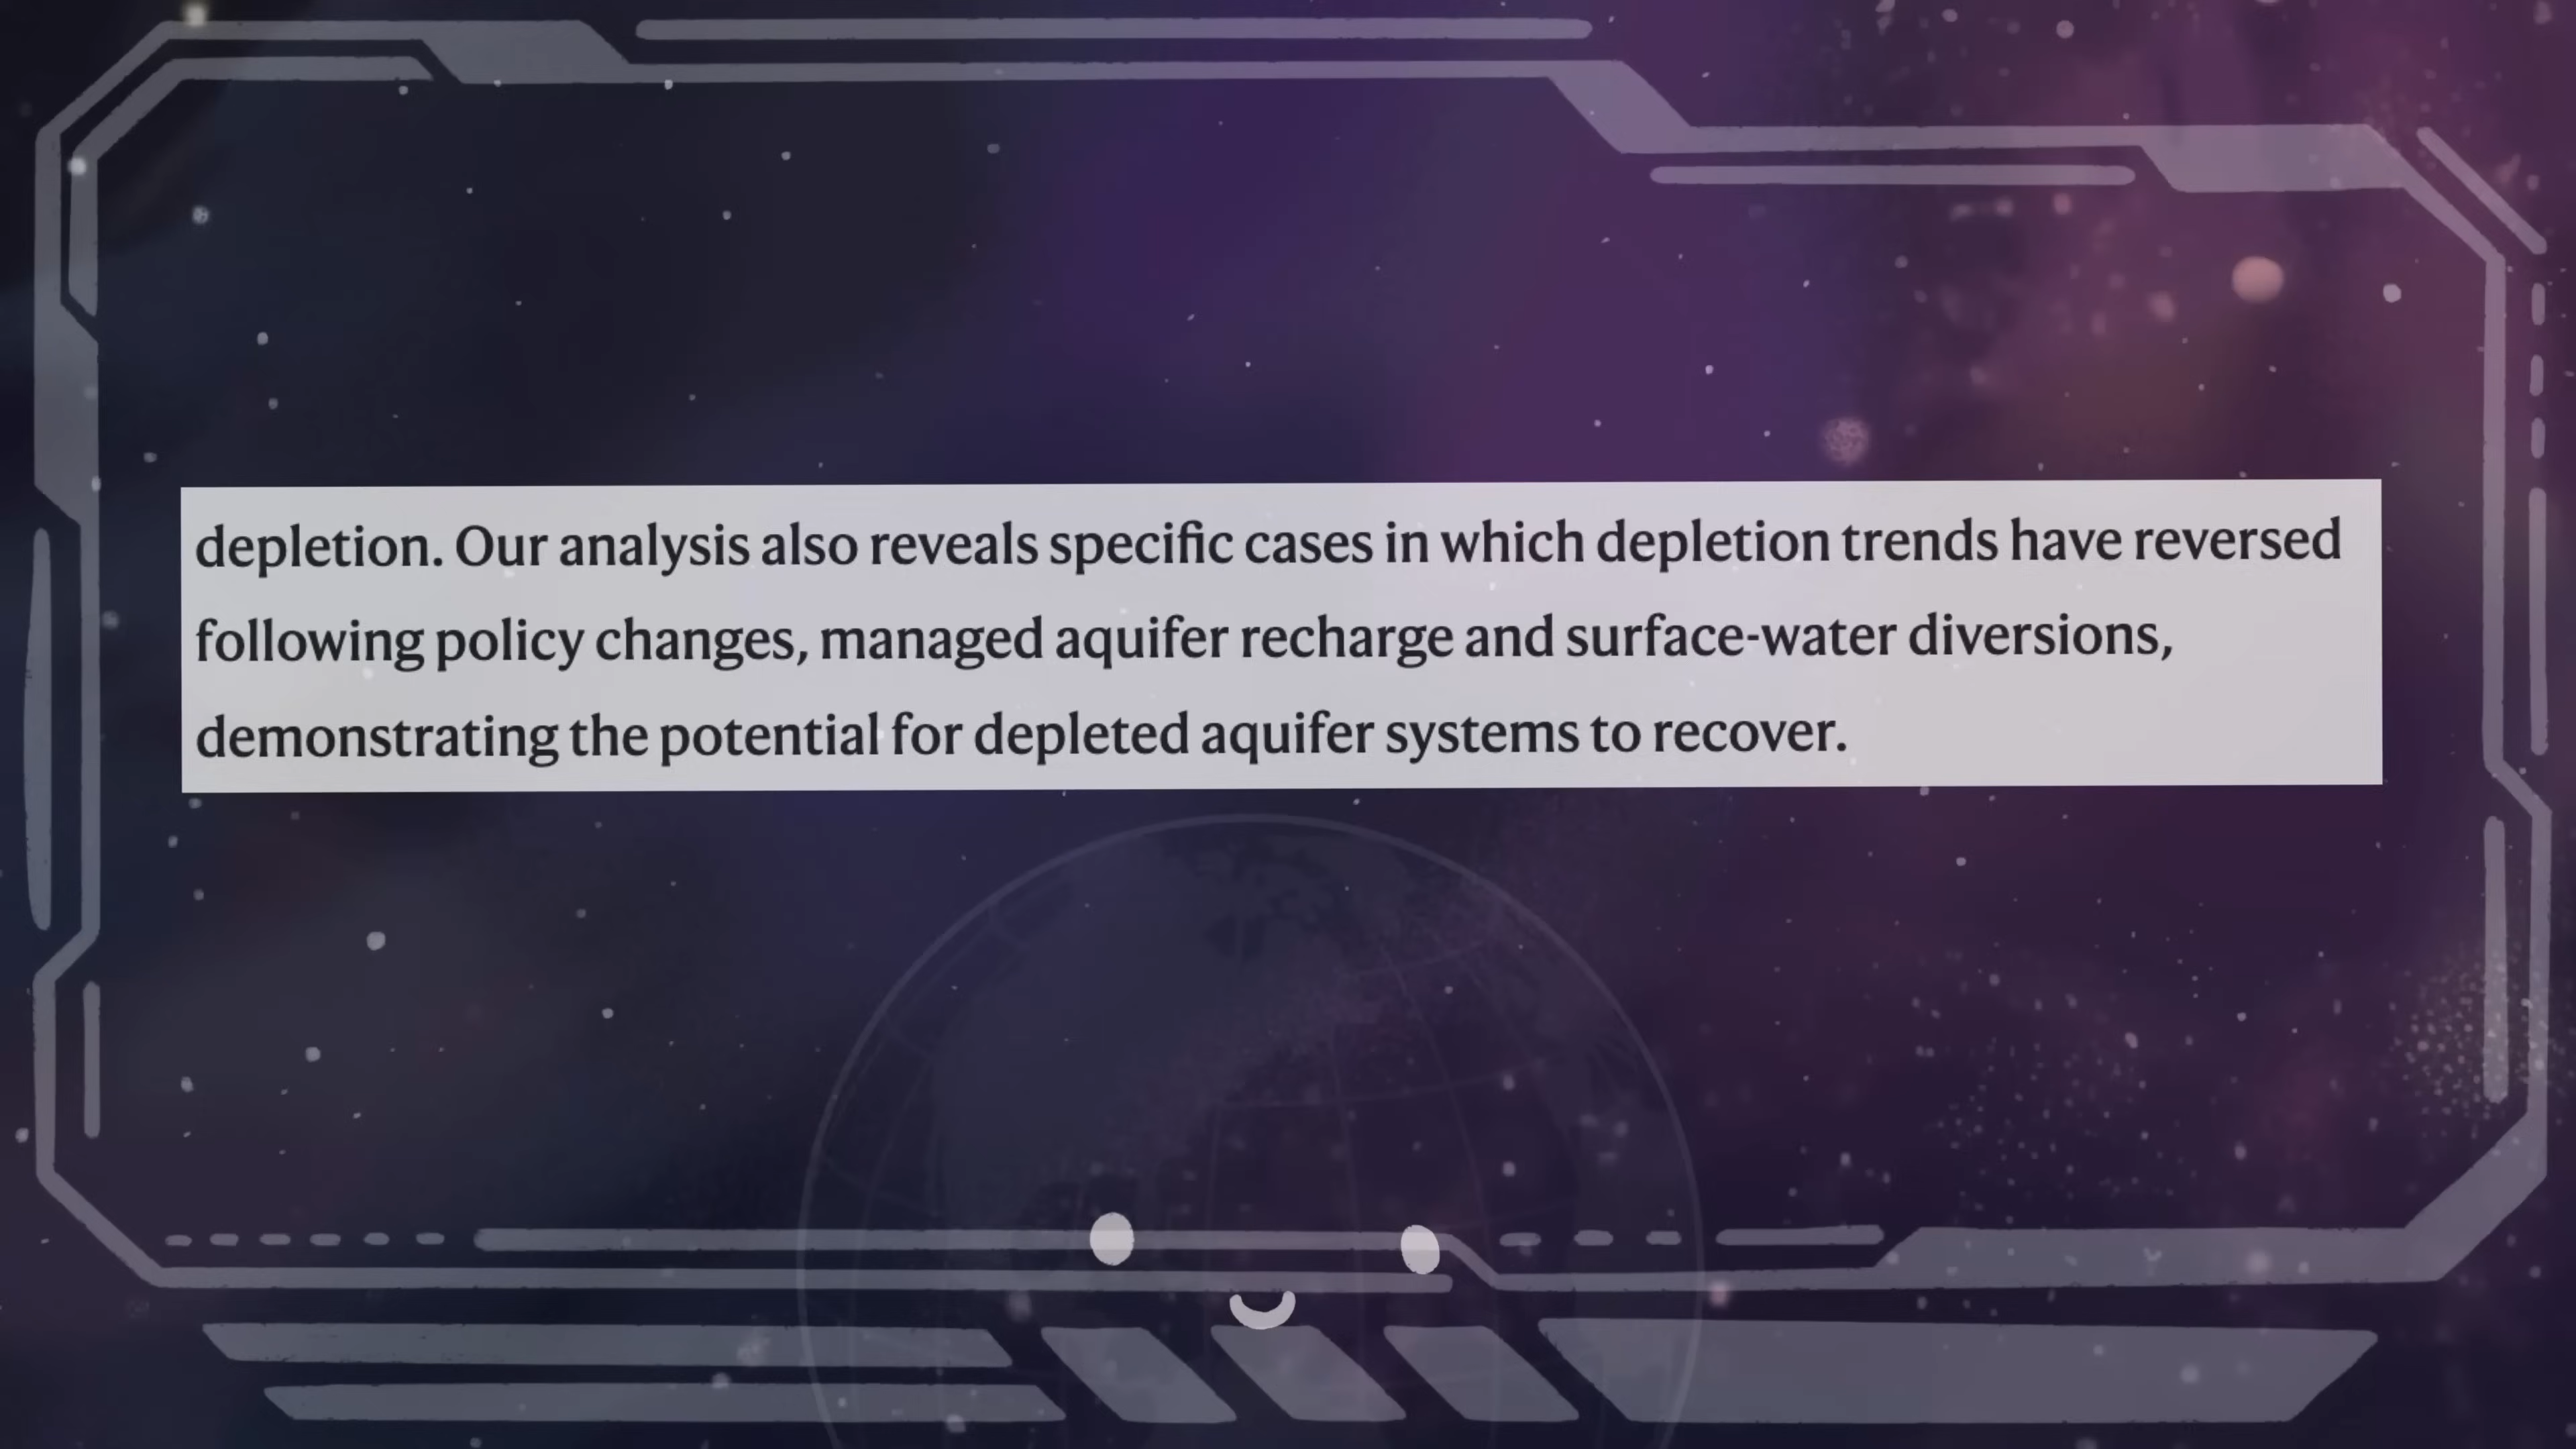 depletion. Our analysis also reveals specific cases in which depletion trends have reversed
following policy changes, managed aquifer recharge and surface-water diversions,
demonstrating the potential for depleted aquifer systems to recover.